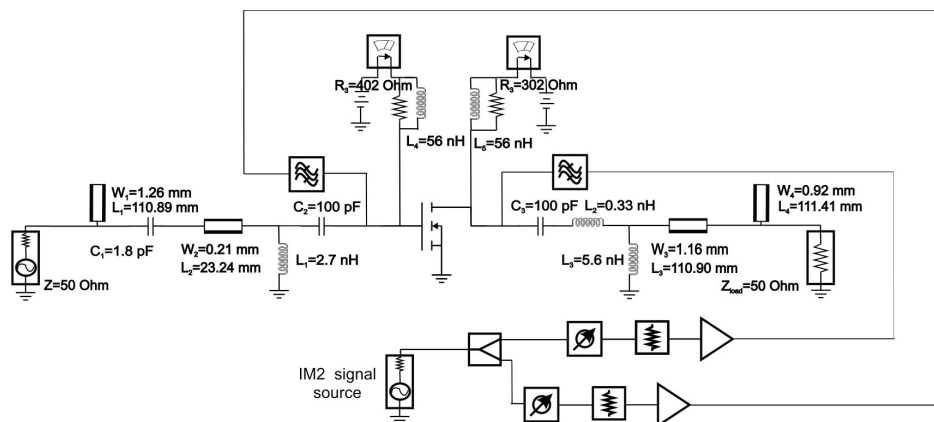 R₃=402 Ohm
R₃=302 Ohm
L₄=56 nH
L₅=56 nH
W₁=1.26 mm
L₁=110.89 mm
C₂=100 pF
C₃=100 pF
L₂=0.33 nH
W₄=0.92 mm
L₄=111.41 mm
C₁=1.8 pF
W₂=0.21 mm
L₂=23.24 mm
L₁=2.7 nH
L₃=5.6 nH
W₃=1.16 mm
L₃=110.90 mm
Z=50 Ohm
Zₗₒₐd=50 Ohm
IM2 signal
source